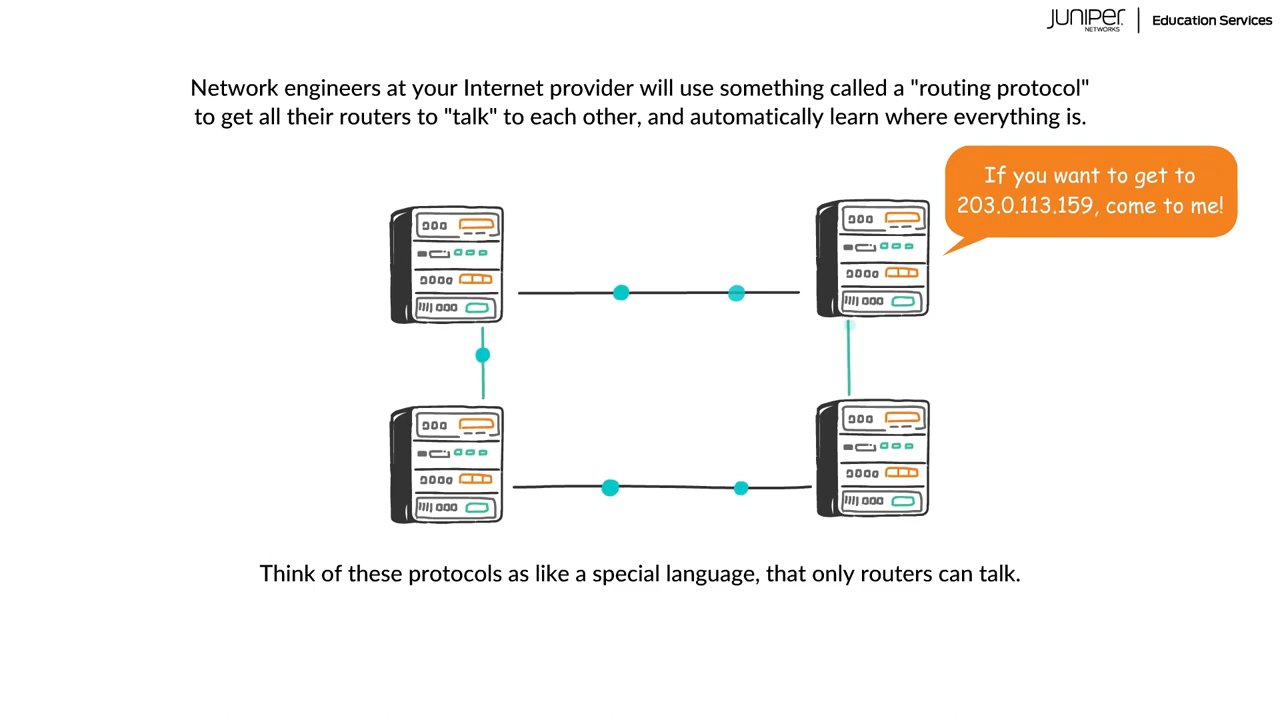 JUNIPEr
NETWORKS
Education Services
Network engineers at your Internet provider will use something called a "routing protocol"
to get all their routers to "talk" to each other, and automatically learn where everything is.
If you want to get to
203.0.113.159, come to me!
Think of these protocols as like a special language, that only routers can talk.